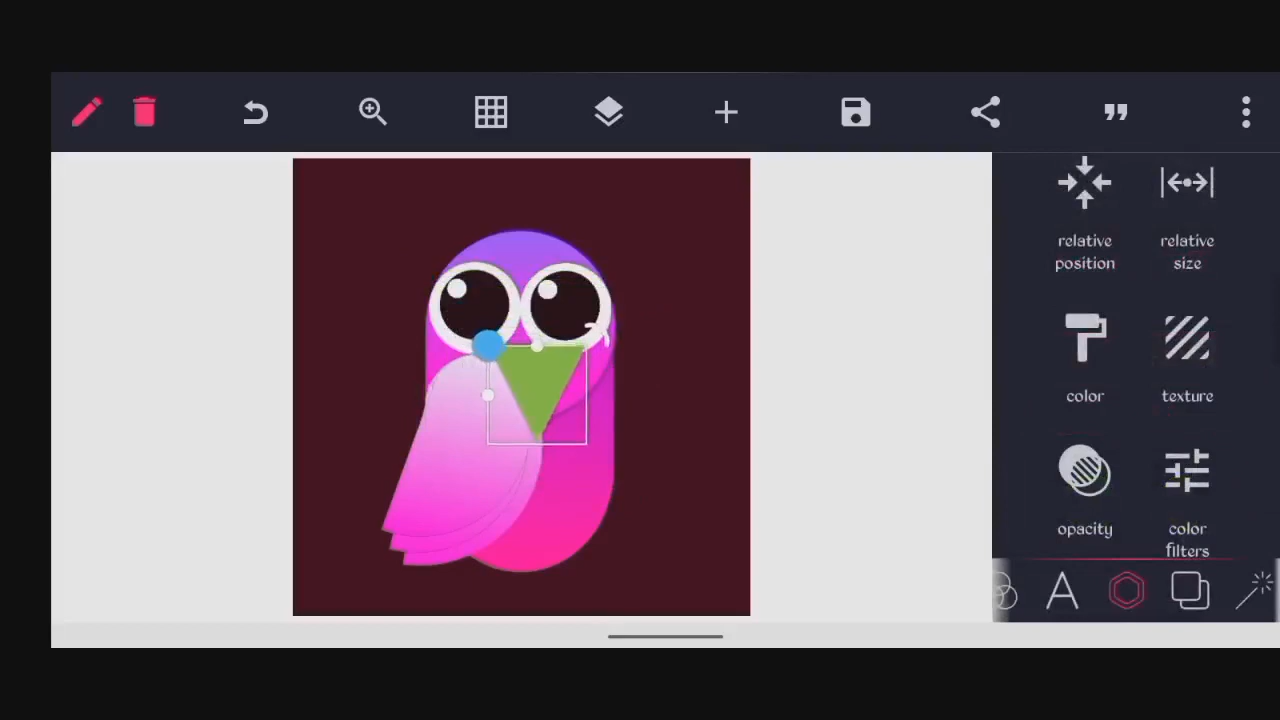 relative
position
relative
size
color
texture
opacity
color
filters